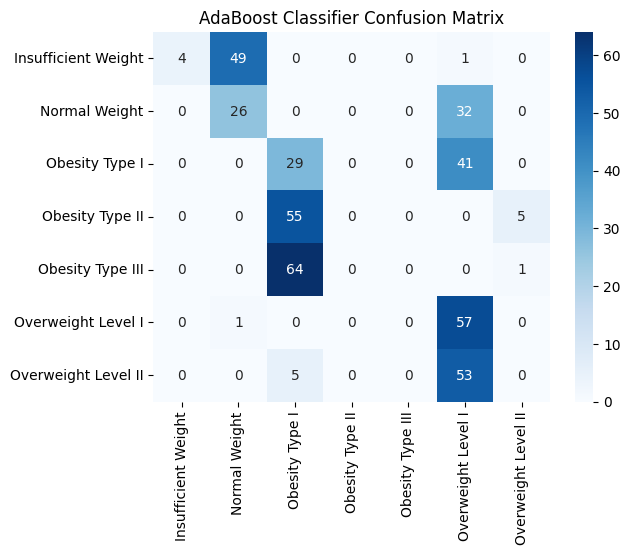 AdaBoost Classifier Confusion Matrix
Insufficient Weight 4 49 0 0 0 1 0
Normal Weight 0 26 0 0 0 32 0
Obesity Type I 0 0 29 0 0 41 0
Obesity Type II 0 0 55 0 0 0 5
Obesity Type III 0 0 64 0 0 0 1
Overweight Level I 0 1 0 0 0 57 0
Overweight Level II 0 0 5 0 0 53 0
Insufficient Weight
Normal Weight
Obesity Type I
Obesity Type II
Obesity Type III
Overweight Level I
Overweight Level II
60
50
40
30
20
10
0